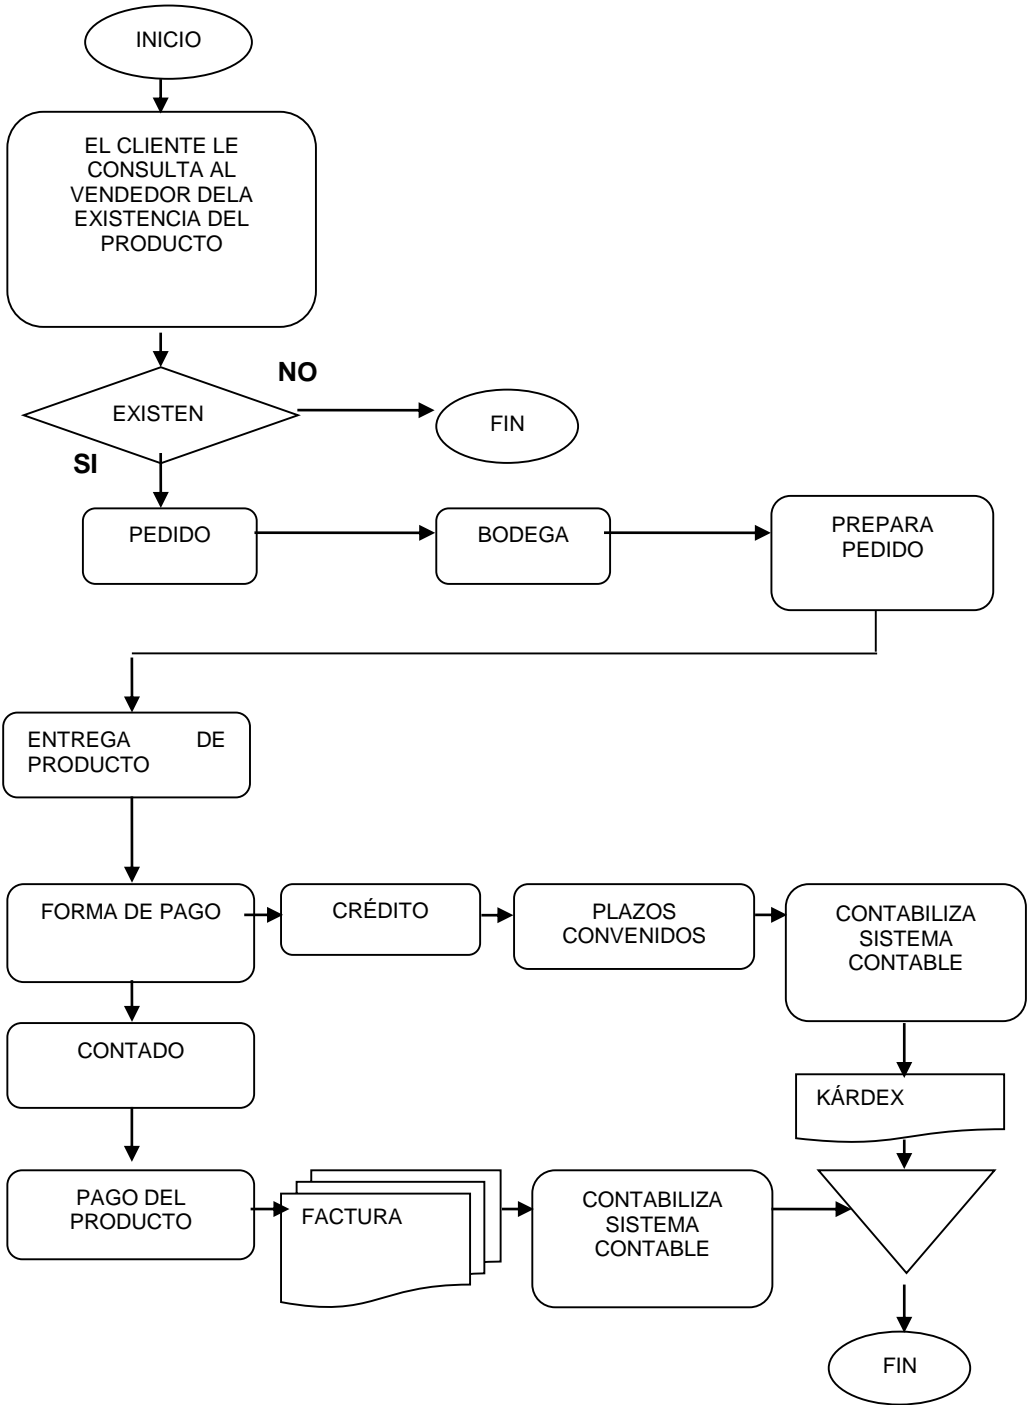 INICIO
EL CLIENTE LE
CONSULTA AL
VENDEDOR DELA
EXISTENCIA DEL
PRODUCTO
NO
EXISTEN
FIN
SI
PEDIDO
BODEGA
PREPARA
PEDIDO
ENTREGA DE
PRODUCTO
FORMA DE PAGO
CRÉDITO
PLAZOS
CONVENIDOS
CONTABILIZA
SISTEMA
CONTABLE
CONTADO
KÁRDEX
PAGO DEL
PRODUCTO
FACTURA
CONTABILIZA
SISTEMA
CONTABLE
FIN